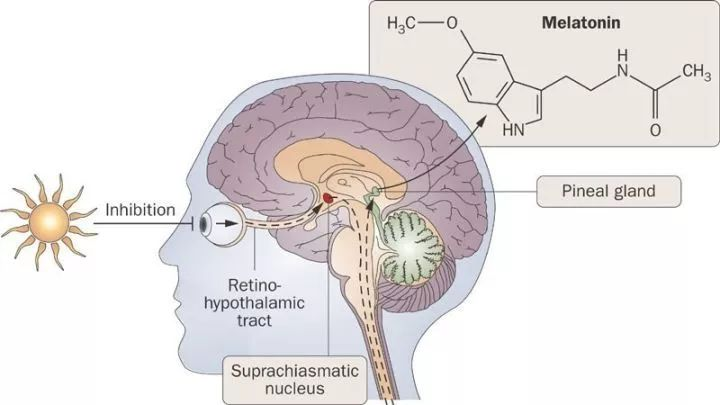 H₃C—O
Melatonin
H
N
CH₃
HN
O
Pineal gland
Inhibition
Retino-
hypothalamic
tract
Suprachiasmatic
nucleus